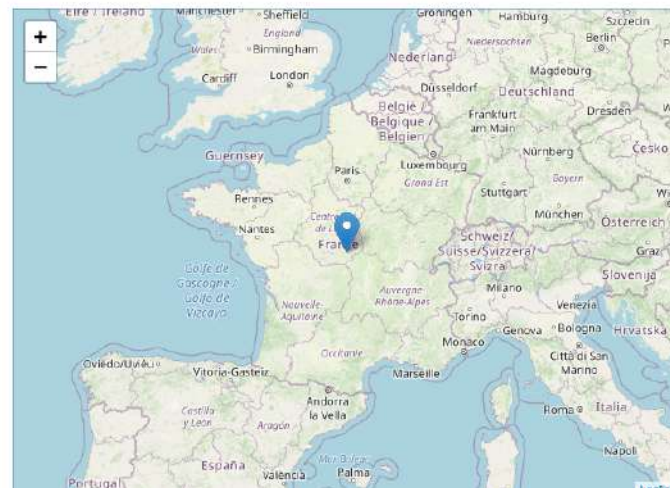 +
−
Éire / Ireland
Manchester
Sheffield
England
Wales
Birmingham
Cardiff
London
Groningen
Nederland
Hamburg
Niedersachsen
Szczecin
Berlin
Magdeburg
Düsseldorf
Deutschland
België /
Belgique /
Belgien
Frankfurt
am Main
Dresden
Guernsey
Luxembourg
Nürnberg
Česko
Paris
Grand Est
Stuttgart
Bayern
Rennes
Nantes
France
München
Österreich
Schweiz/
Suisse/Svizzera/
Svizra
Graz
Golfe de
Gascogne /
Golfo de
Vizcaya
Nouvelle-
Aquitaine
Auvergne
Rhône-Alpes
Milano
Slovenija
Torino
Venezia
Genova
Bologna
Hrvatska
Occitanie
Monaco
Città di San
Marino
Oviedo/Uviéu
Vitoria-Gasteiz
Marseille
Andorra
la Vella
Castilla
y León
Aragón
Roma
Italia
Napoli
España
Mar Balear
Palma
València
Portugal